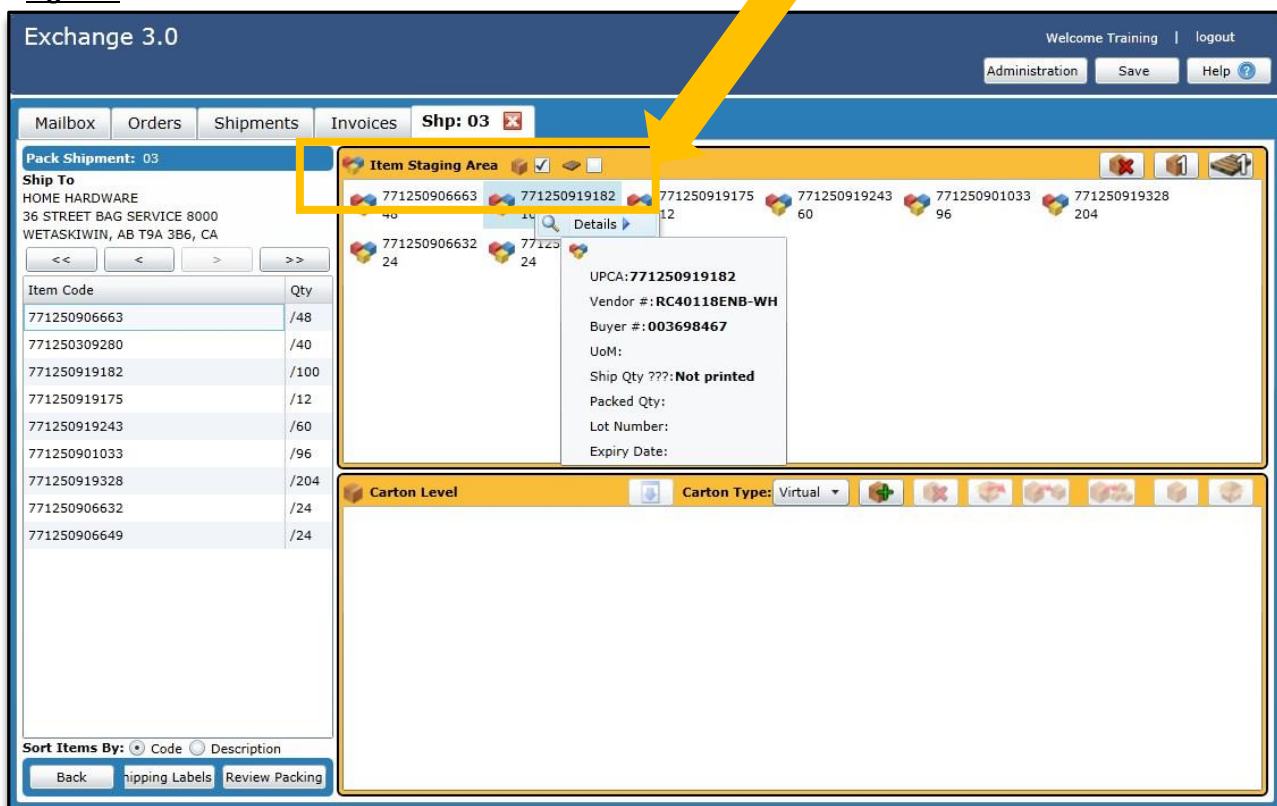 Exchange 3.0
Welcome Training | logout
Administration Save Help
Mailbox Orders Shipments Invoices Shp: 03
Pack Shipment: 03
Ship To
HOME HARDWARE
36 STREET BAG SERVICE 8000
WETASKIWIN, AB T9A 3B6, CA
<< < > >>
Item Code Qty
771250906663 /48
771250309280 /40
771250919182 /100
771250919175 /12
771250919243 /60
771250901033 /96
771250919328 /204
771250906632 /24
771250906649 /24
Sort Items By: Code Description
Back hipping Labels Review Packing
Item Staging Area
771250906663 771250919182 771250919175 771250919243 771250901033 771250919328
48 12 60 96 204
771250906632 77125
24 24
Details
UPCA:771250919182
Vendor #:RC40118ENB-WH
Buyer #:003698467
UoM:
Ship Qty ???:Not printed
Packed Qty:
Lot Number:
Expiry Date:
Carton Level Carton Type: Virtual